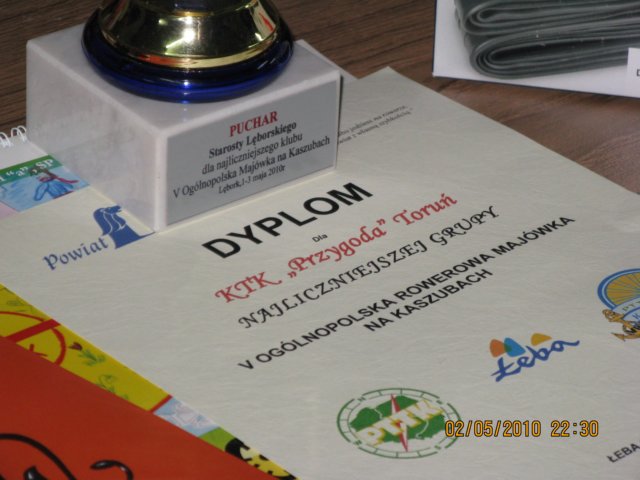 PUCHAR
Starosty Lęborskiego
dla najliczniejszego klubu
V Ogólnopolska Majówka na Kaszubach
Lębork,1-3 maja 2010r
Powiat
DYPLOM
Dla
KTK „Przygoda” Toruń
NAJLICZNIEJSZEJ GRUPY
V OGÓLNOPOLSKA ROWEROWA MAJÓWKA
NA KASZUBACH
Łeba
PTTK
ŁEBA
02/05/2010 22:30